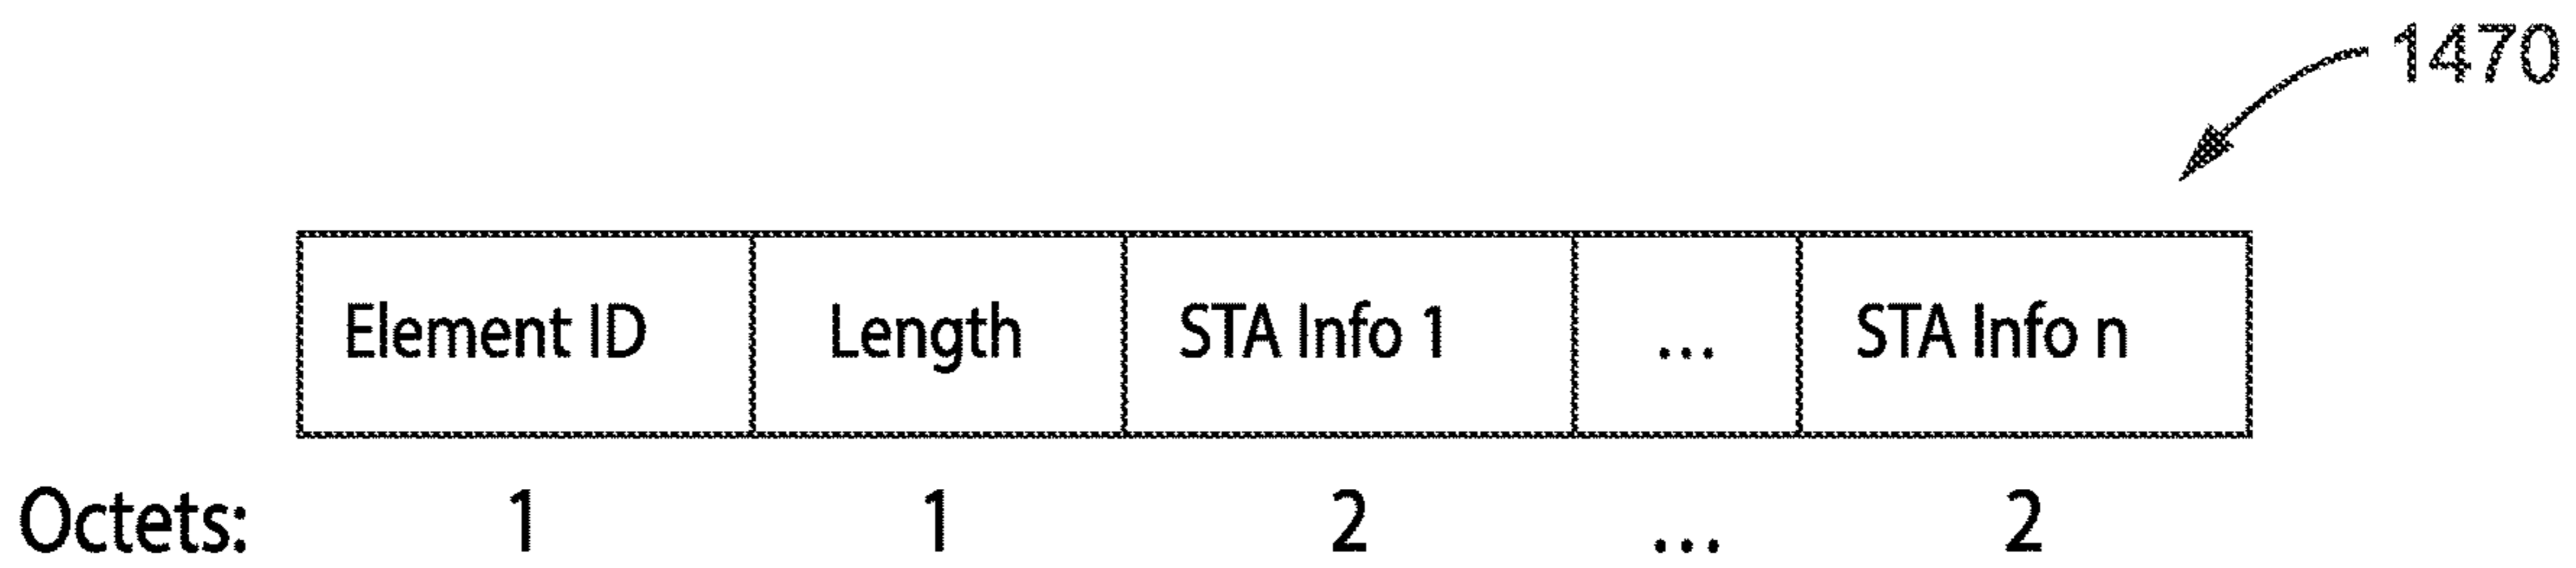 1470
Element ID Length STA Info 1 ... STA Info n
Octets: 1 1 2 ... 2